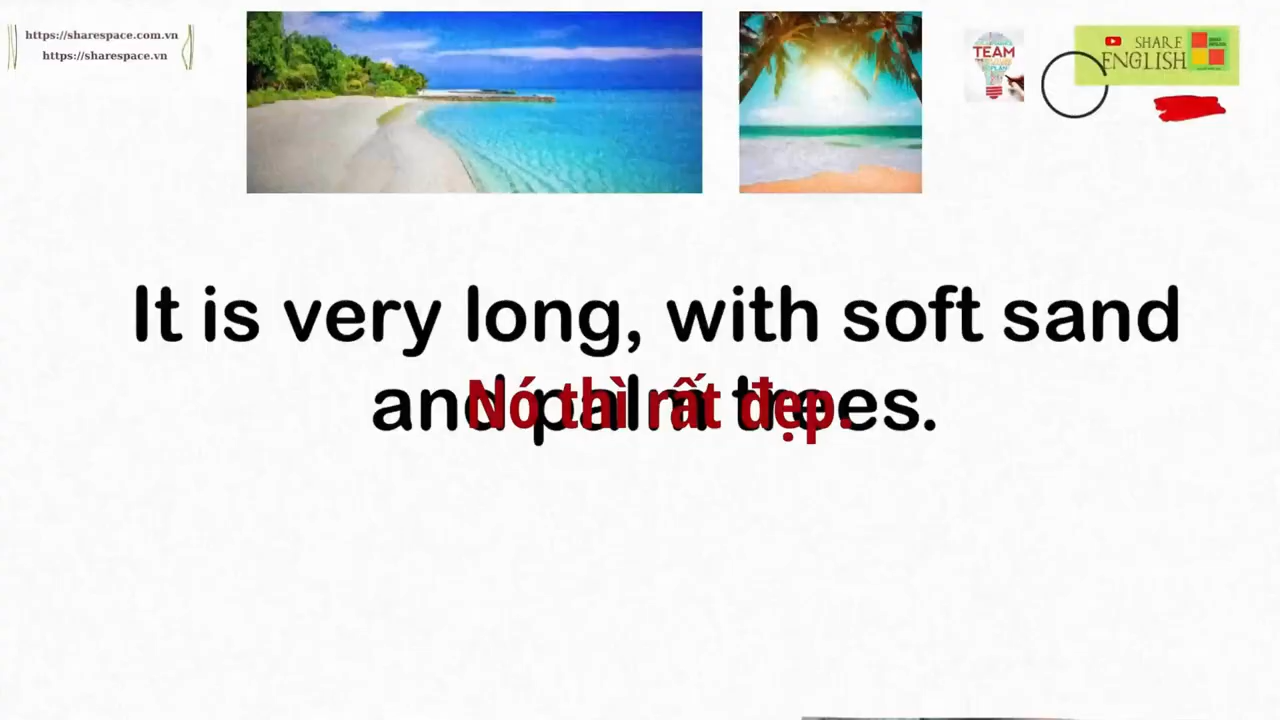 https://sharespace.com.vn
https://sharespace.vn
TEAM
PLAN
SHARE
ENGLISH
It is very long, with soft sand
and palm trees.
Nó thì rất đẹp.